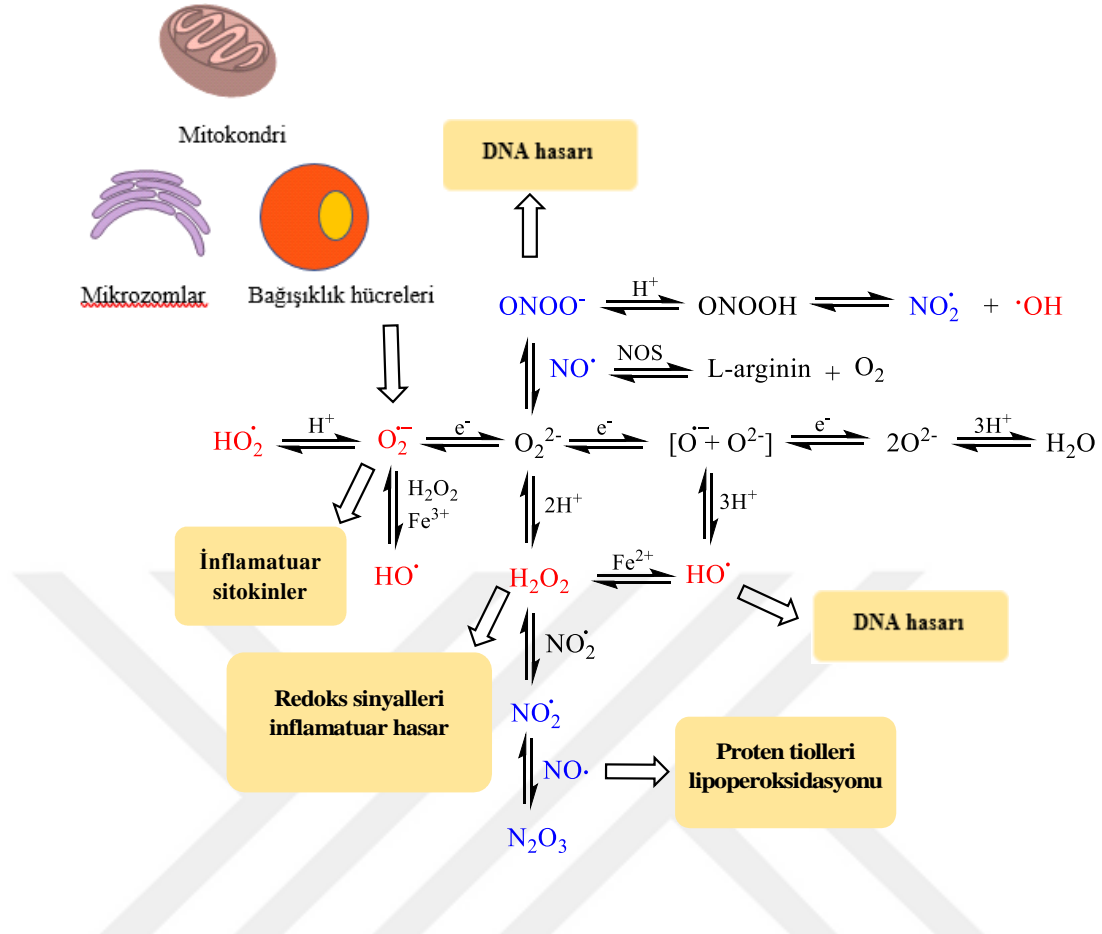 Mitokondri
DNA hasarı
Mikrozomlar
Bağışıklık hücreleri
ONOO⁻ H⁺ ONOOH NO₂˙ + ˙OH
NO˙ NOS L-arginin + O₂
HO₂˙ H⁺ O₂˙⁻ e⁻ O₂²⁻ e⁻ [O˙⁻+ O²⁻] e⁻ 2O²⁻ 3H⁺ H₂O
H₂O₂
Fe³⁺
2H⁺
3H⁺
İnflamatuar
sitokinler
HO˙
H₂O₂ Fe²⁺ HO˙
DNA hasarı
NO₂˙
Redoks sinyalleri
inflamatuar hasar
NO₂˙
NO·
Proten tiolleri
lipoperoksidasyonu
N₂O₃